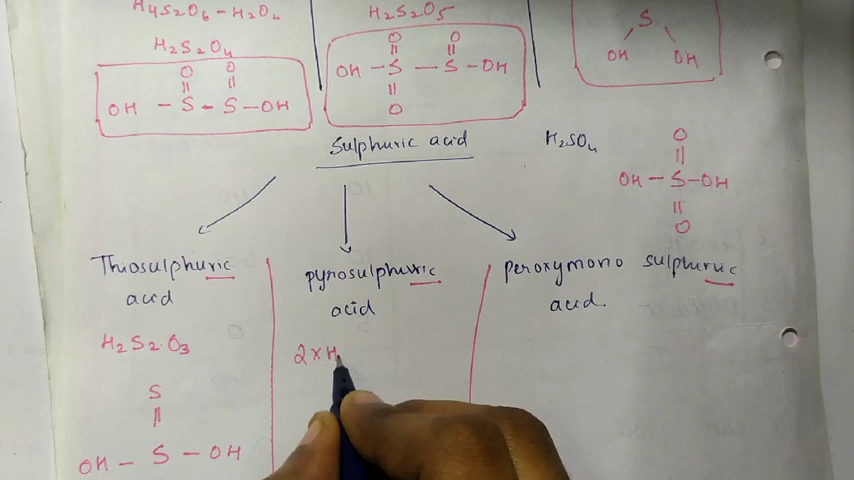 H4S2O6 - H2O
H2S2O4
O O
OH - S - S - OH
H2S2O5
O O
OH - S - S - OH
O
S
OH OH
Sulphuric acid
H2SO4
O
OH - S - OH
O
Thiosulphuric
acid
H2S2O3
S
OH - S - OH
pyrosulphuric
acid
2 x H
peroxymono sulphuruc
acid.